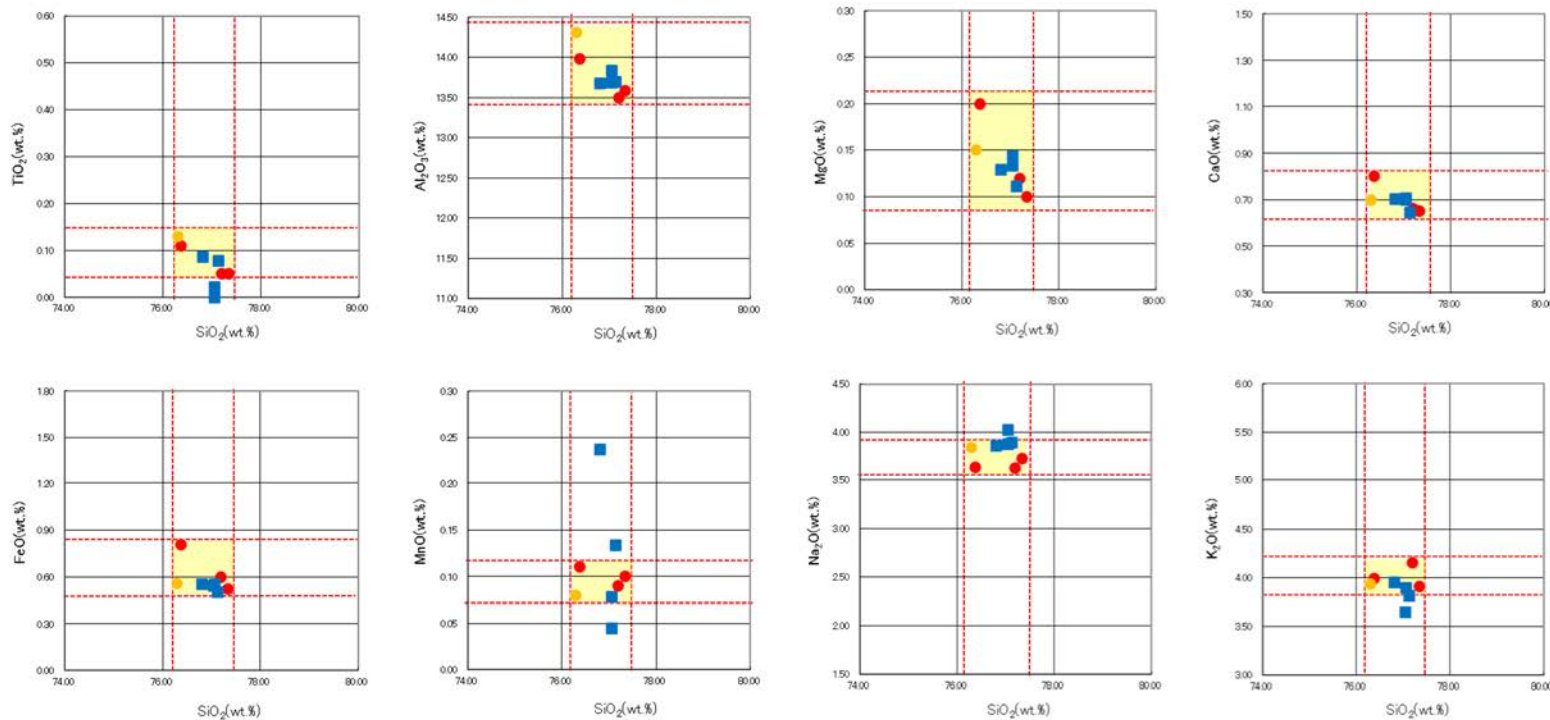 0.60
0.50
0.40
0.30
0.20
0.10
0.00
TiO2(wt.%)
74.00 76.00 78.00 80.00
SiO2(wt.%)
14.50
14.00
13.50
13.00
12.50
12.00
11.50
11.00
Al2O3(wt.%)
74.00 76.00 78.00 80.00
SiO2(wt.%)
0.30
0.25
0.20
0.15
0.10
0.05
0.00
MgO(wt.%)
74.00 76.00 78.00 80.00
SiO2(wt.%)
1.50
1.30
1.10
0.90
0.70
0.50
0.30
CaO(wt.%)
74.00 76.00 78.00 80.00
SiO2(wt.%)
1.80
1.50
1.20
0.90
0.60
0.30
0.00
FeO(wt.%)
74.00 76.00 78.00 80.00
SiO2(wt.%)
0.30
0.25
0.20
0.15
0.10
0.05
0.00
MnO(wt.%)
74.00 76.00 78.00 80.00
SiO2(wt.%)
4.50
4.00
3.50
3.00
2.50
2.00
1.50
Na2O(wt.%)
74.00 76.00 78.00 80.00
SiO2(wt.%)
6.00
5.50
5.00
4.50
4.00
3.50
3.00
K2O(wt.%)
74.00 76.00 78.00 80.00
SiO2(wt.%)